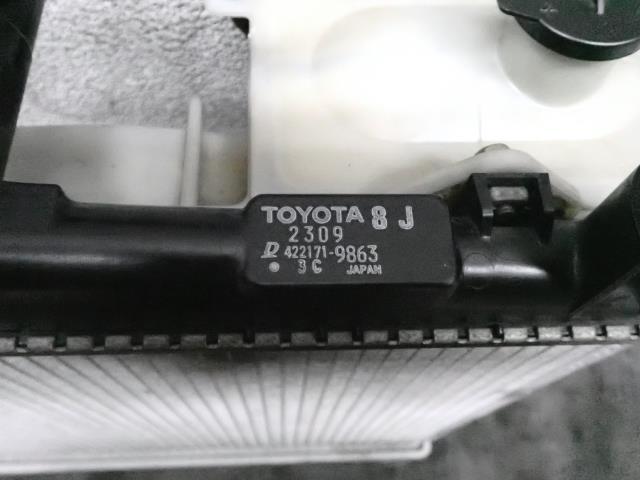 TOYOTA 8 J
2309
D 422171-9863
3C JAPAN